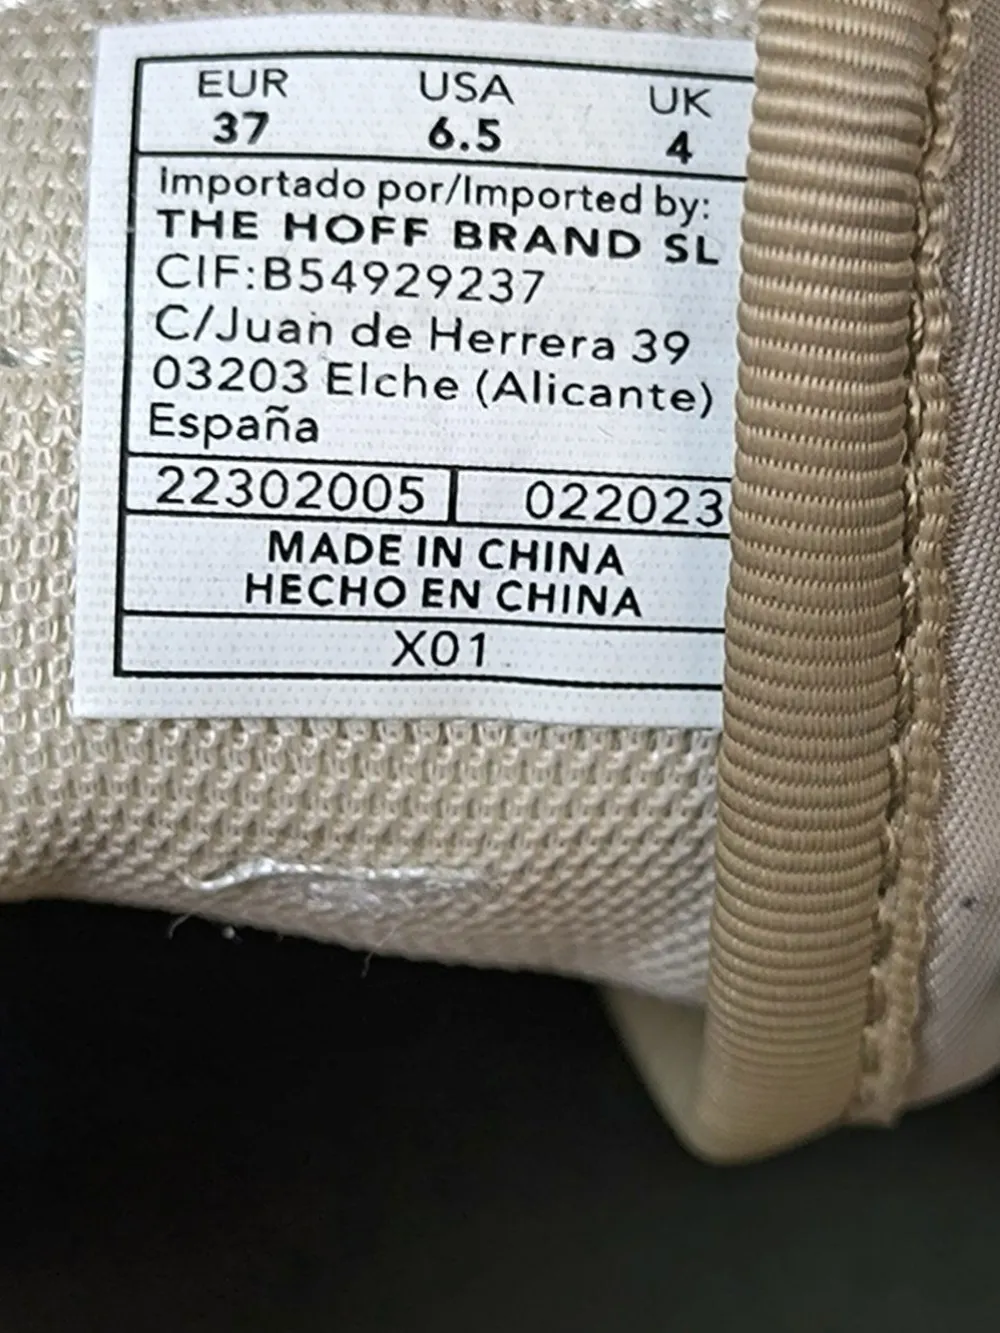 EUR USA UK
37 6.5 4
Importado por/Imported by:
THE HOFF BRAND SL
CIF:B54929237
C/Juan de Herrera 39
03203 Elche (Alicante)
España
22302005 022023
MADE IN CHINA
HECHO EN CHINA
X01